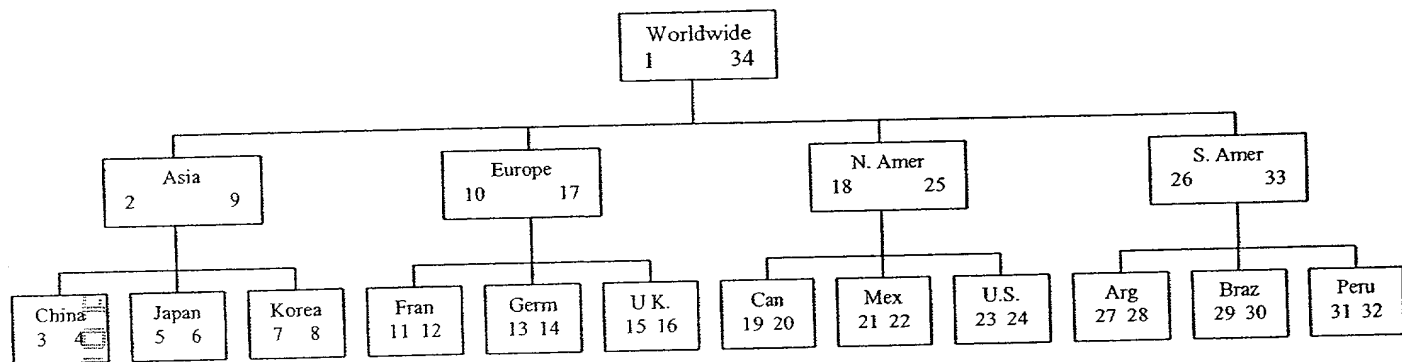 Worldwide
1 34
Asia
2 9
Europe
10 17
N. Amer
18 25
S. Amer
26 33
China
3 4
Japan
5 6
Korea
7 8
Fran
11 12
Germ
13 14
U K.
15 16
Can
19 20
Mex
21 22
U.S.
23 24
Arg
27 28
Braz
29 30
Peru
31 32